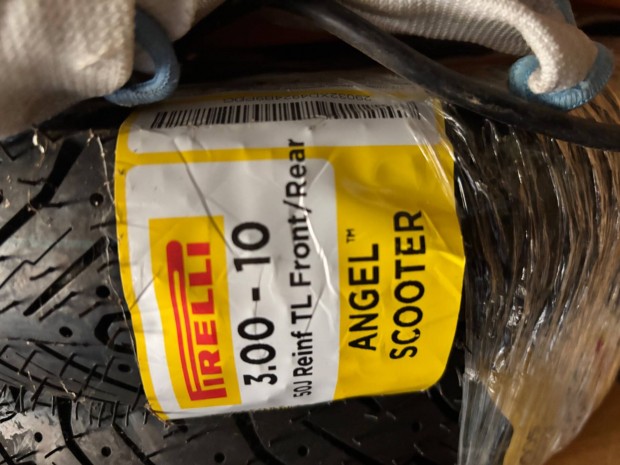 PIRELLI
3.00 - 10
50J Reinf TL Front/Rear
ANGEL™
SCOOTER